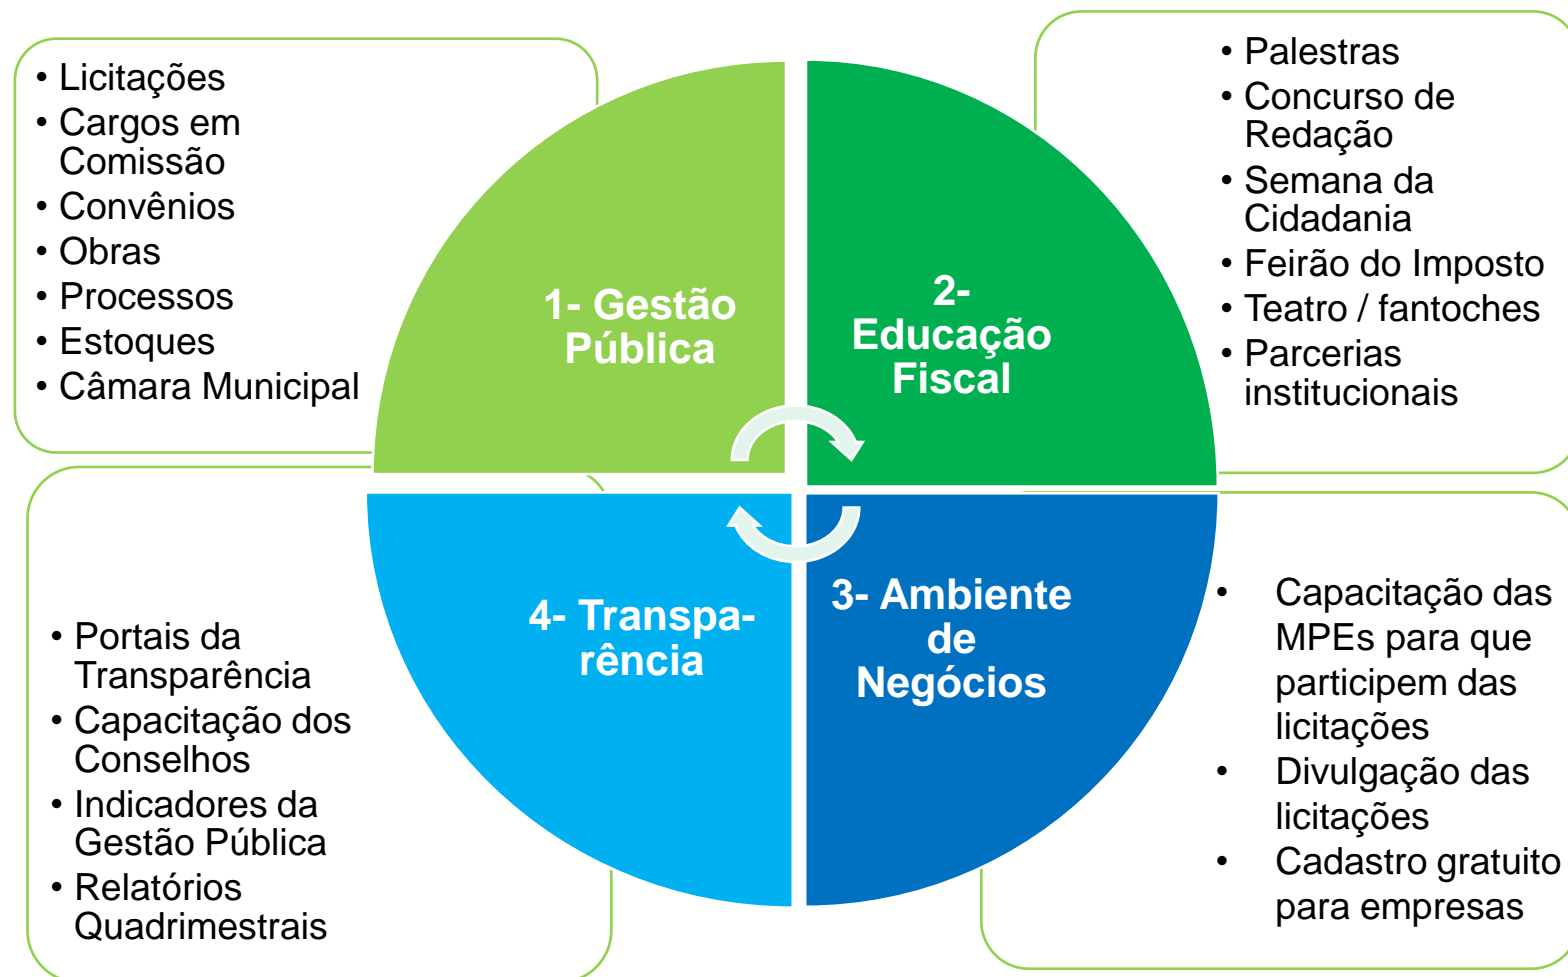 • Licitações
• Cargos em
Comissão
• Convênios
• Obras
• Processos
• Estoques
• Câmara Municipal
1- Gestão
Pública
2-
Educação
Fiscal
• Palestras
• Concurso de
Redação
• Semana da
Cidadania
• Feirão do Imposto
• Teatro / fantoches
• Parcerias
institucionais
3- Ambiente
de
Negócios
• Capacitação das
MPEs para que
participem das
licitações
• Divulgação das
licitações
• Cadastro gratuito
para empresas
4- Transpa-
rência
• Portais da
Transparência
• Capacitação dos
Conselhos
• Indicadores da
Gestão Pública
• Relatórios
Quadrimestrais